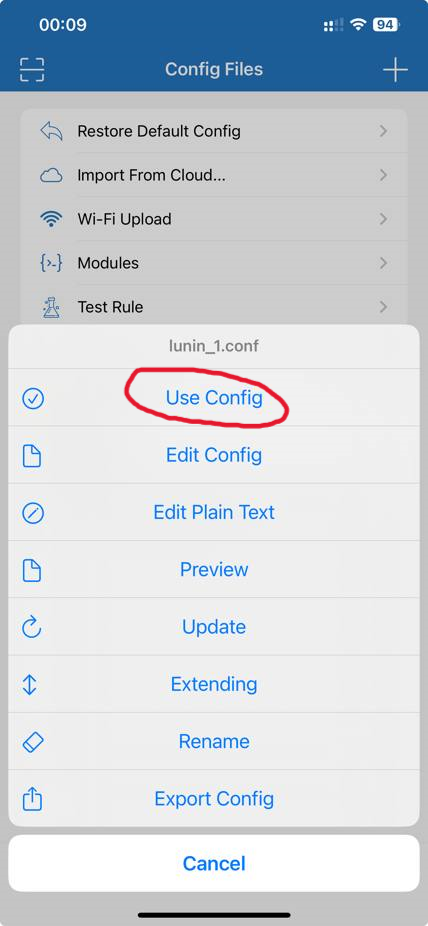 00:09
94
Config Files
Restore Default Config
Import From Cloud...
Wi-Fi Upload
Modules
Test Rule
lunin_1.conf
Use Config
Edit Config
Edit Plain Text
Preview
Update
Extending
Rename
Export Config
Cancel